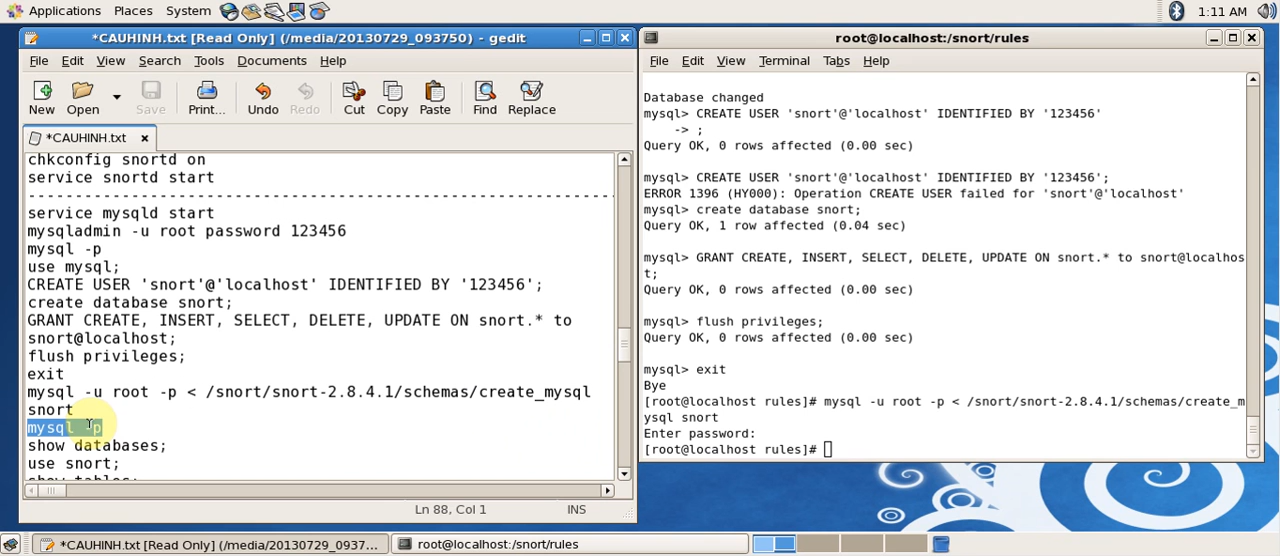 Applications Places System 1:11 AM
*CAUHINH.txt [Read Only] (/media/20130729_093750) - gedit
File Edit View Search Tools Documents Help
New Open Save Print... Undo Redo Cut Copy Paste Find Replace
*CAUHINH.txt
chkconfig snortd on
service snortd start
--------------------------------------------------
service mysqld start
mysqladmin -u root password 123456
mysql -p
use mysql;
CREATE USER 'snort'@'localhost' IDENTIFIED BY '123456';
create database snort;
GRANT CREATE, INSERT, SELECT, DELETE, UPDATE ON snort.* to
snort@localhost;
flush privileges;
exit
mysql -u root -p < /snort/snort-2.8.4.1/schemas/create_mysql
snort
mysql -p
show databases;
use snort;
show tables;
Ln 88, Col 1 INS
root@localhost:/snort/rules
File Edit View Terminal Tabs Help
Database changed
mysql> CREATE USER 'snort'@'localhost' IDENTIFIED BY '123456'
-> ;
Query OK, 0 rows affected (0.00 sec)
mysql> CREATE USER 'snort'@'localhost' IDENTIFIED BY '123456';
ERROR 1396 (HY000): Operation CREATE USER failed for 'snort'@'localhost'
mysql> create database snort;
Query OK, 1 row affected (0.04 sec)
mysql> GRANT CREATE, INSERT, SELECT, DELETE, UPDATE ON snort.* to snort@localhos
t;
Query OK, 0 rows affected (0.00 sec)
mysql> flush privileges;
Query OK, 0 rows affected (0.00 sec)
mysql> exit
Bye
[root@localhost rules]# mysql -u root -p < /snort/snort-2.8.4.1/schemas/create_m
ysql snort
Enter password:
[root@localhost rules]#
*CAUHINH.txt [Read Only] (/media/20130729_0937... root@localhost:/snort/rules